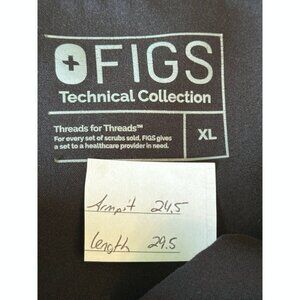 FIGS
Technical Collection
Threads for Threads™
For every set of scrubs sold, FIGS gives
a set to a healthcare provider in need.
XL
Armpit 24,5
Length 29.5